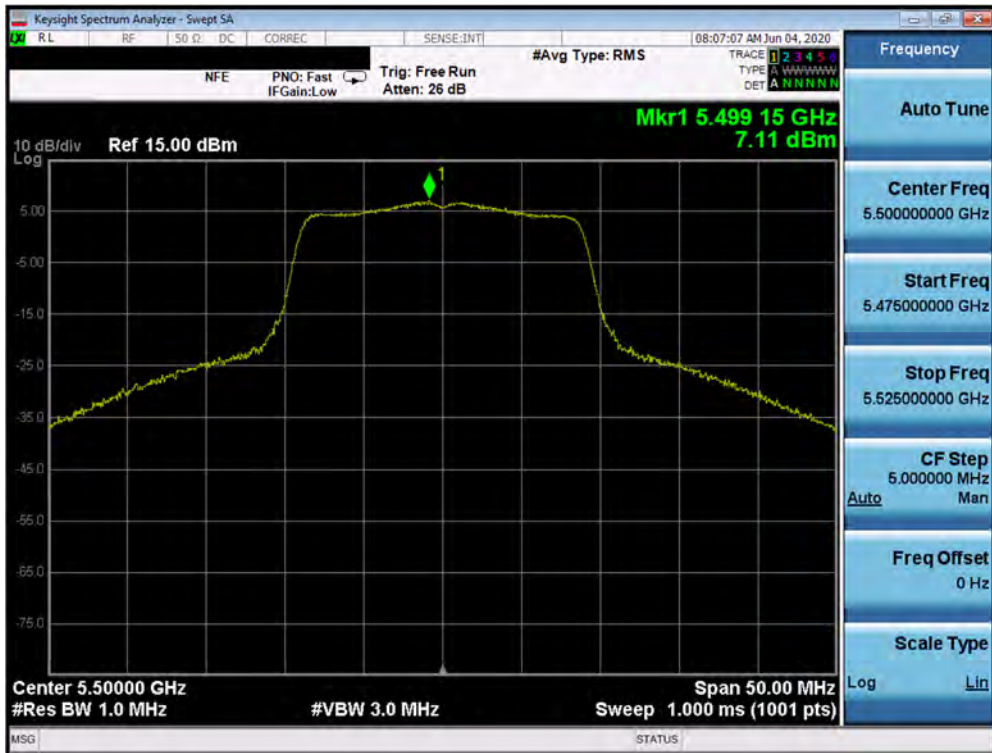 Keysight Spectrum Analyzer - Swept SA
LXI RL RF 50 Ω DC CORREC SENSE:INT 08:07:07 AM Jun 04, 2020
#Avg Type: RMS
TRACE 1 2 3 4 5 6
TYPE A WWWWW
DET A N N N N N
NFE PNO: Fast Trig: Free Run
IFGain:Low Atten: 26 dB
Mkr1 5.499 15 GHz
7.11 dBm
10 dB/div Ref 15.00 dBm
Log
1
5.00
-5.00
-15.0
-25.0
-35.0
-45.0
-55.0
-65.0
-75.0
Center 5.50000 GHz Span 50.00 MHz
#Res BW 1.0 MHz #VBW 3.0 MHz Sweep 1.000 ms (1001 pts)
MSG STATUS
Frequency
Auto Tune
Center Freq
5.500000000 GHz
Start Freq
5.475000000 GHz
Stop Freq
5.525000000 GHz
CF Step
5.000000 MHz
Auto Man
Freq Offset
0 Hz
Scale Type
Log Lin